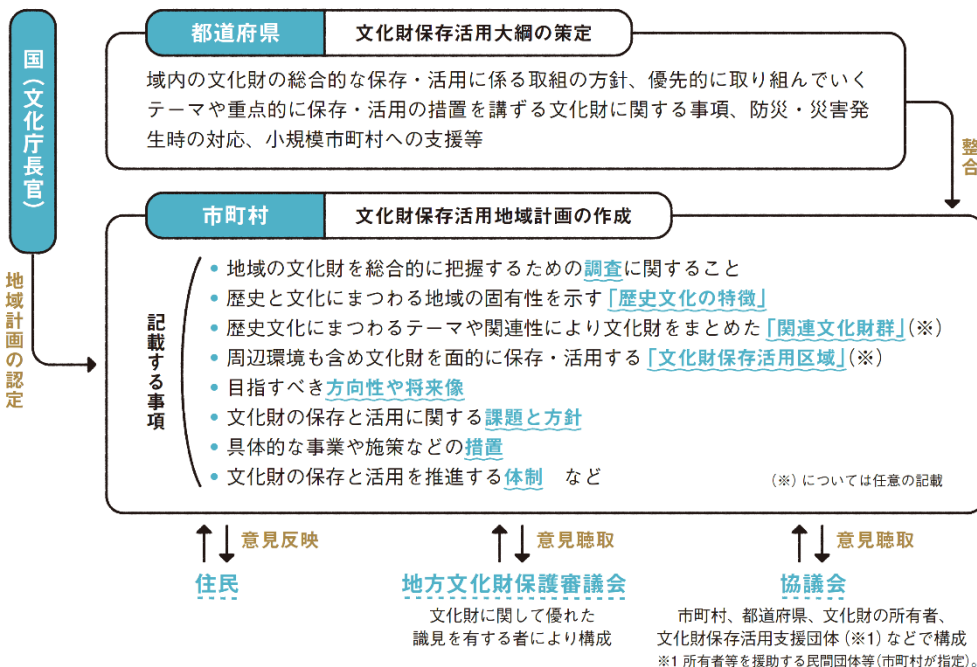 国（文化庁長官）
地域計画の認定
都道府県
文化財保存活用大綱の策定
域内の文化財の総合的な保存・活用に係る取組の方針、優先的に取り組んでいく
テーマや重点的に保存・活用の措置を講ずる文化財に関する事項、防災・災害発
生時の対応、小規模市町村への支援等
整合
市町村
文化財保存活用地域計画の作成
記載する事項
• 地域の文化財を総合的に把握するための調査に関すること
• 歴史と文化にまつわる地域の固有性を示す「歴史文化の特徴」
• 歴史文化にまつわるテーマや関連性により文化財をまとめた「関連文化財群」(※)
• 周辺環境も含め文化財を面的に保存・活用する「文化財保存活用区域」(※)
• 目指すべき方向性や将来像
• 文化財の保存と活用に関する課題と方針
• 具体的な事業や施策などの措置
• 文化財の保存と活用を推進する体制　など
(※)については任意の記載
意見反映
住民
意見聴取
地方文化財保護審議会
文化財に関して優れた
識見を有する者により構成
意見聴取
協議会
市町村、都道府県、文化財の所有者、
文化財保存活用支援団体(※1)などで構成
※1 所有者等を援助する民間団体等(市町村が指定)。